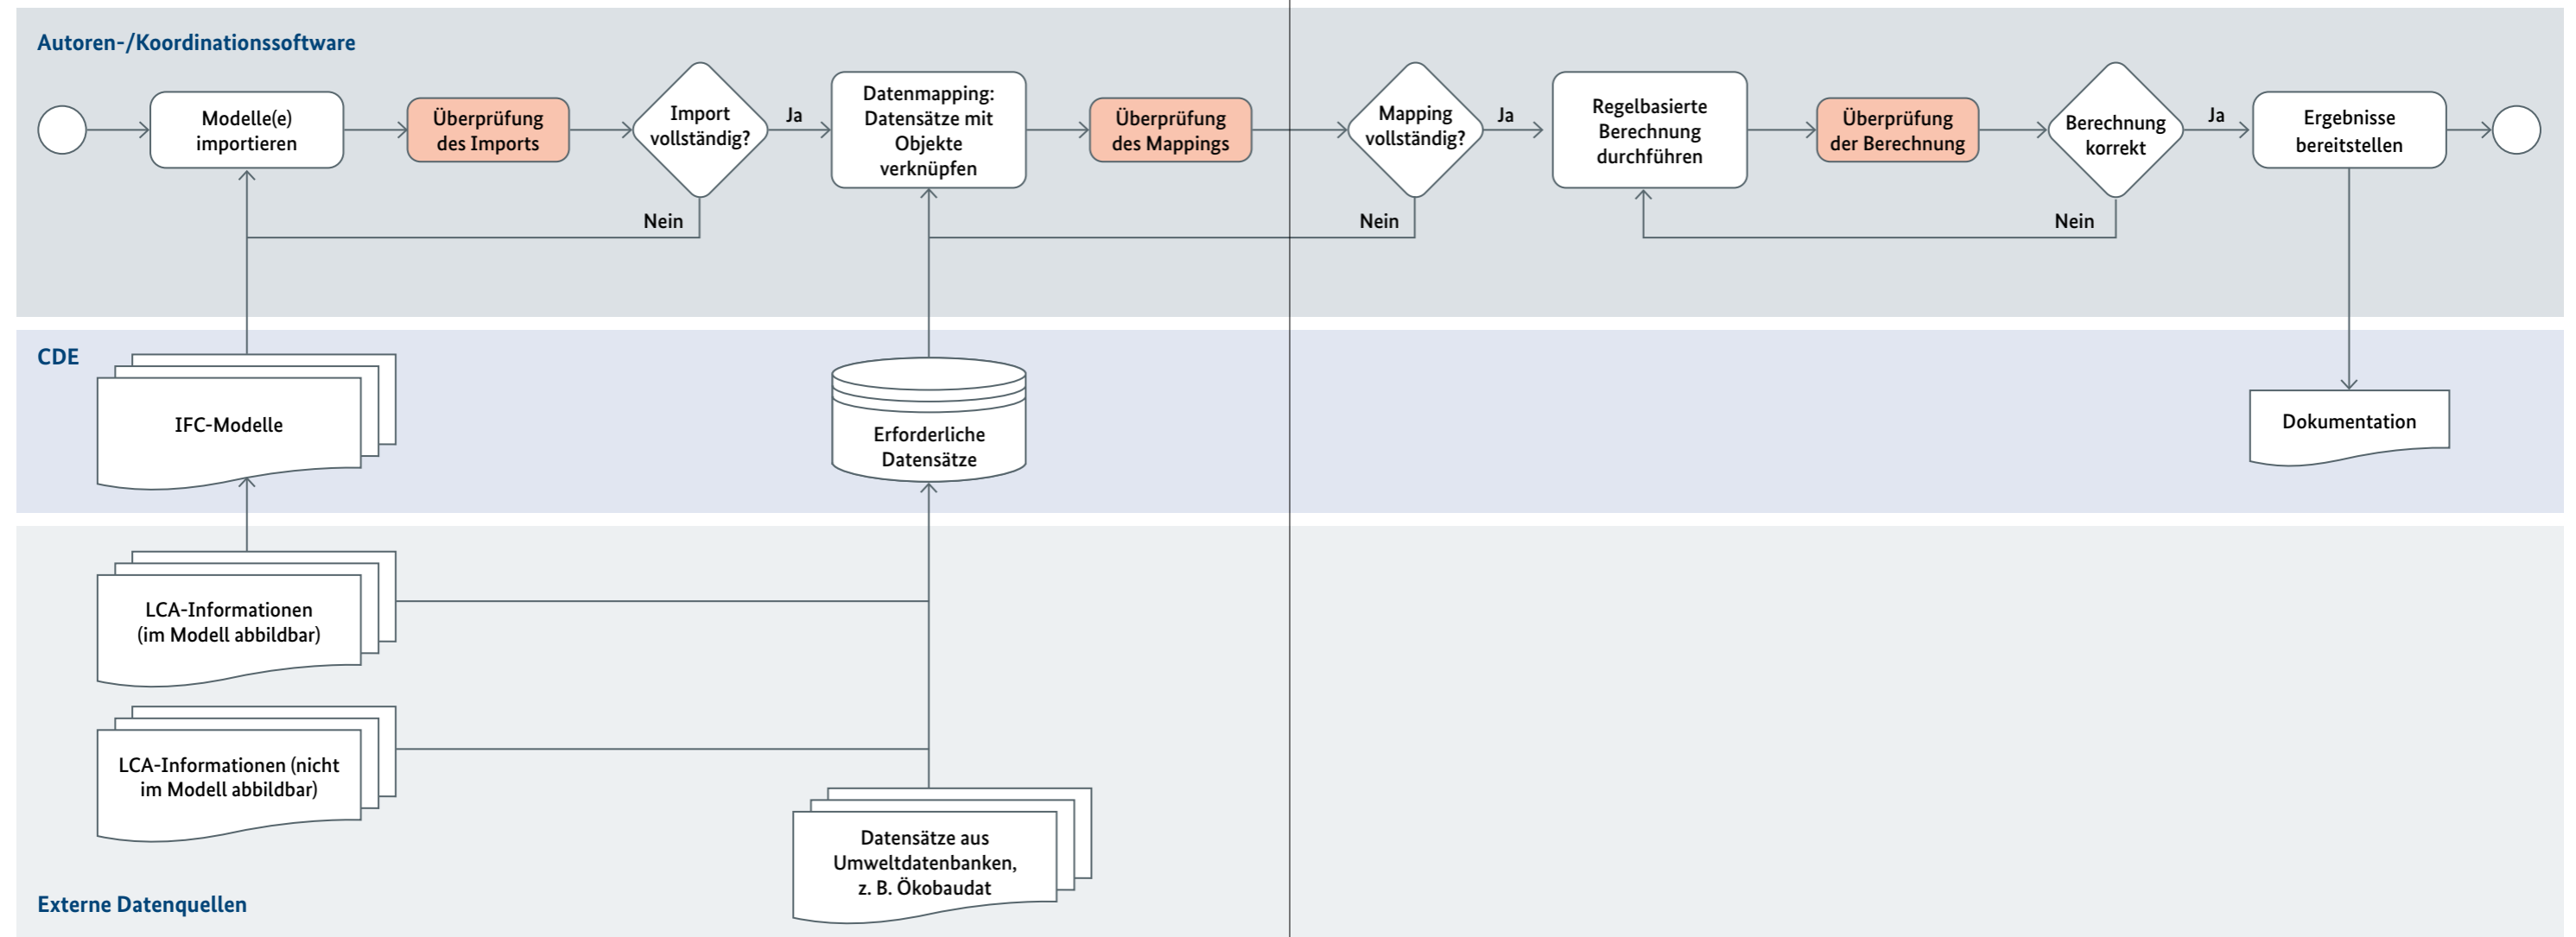 Autoren-/Koordinationssoftware
Modelle(e)
importieren
Überprüfung
des Imports
Import
vollständig?
Ja
Nein
Datenmapping:
Datensätze mit
Objekte
verknüpfen
Überprüfung
des Mappings
Mapping
vollständig?
Ja
Nein
Regelbasierte
Berechnung
durchführen
Überprüfung
der Berechnung
Berechnung
korrekt
Ja
Nein
Ergebnisse
bereitstellen
CDE
IFC-Modelle
Erforderliche
Datensätze
Dokumentation
LCA-Informationen
(im Modell abbildbar)
LCA-Informationen (nicht
im Modell abbildbar)
Datensätze aus
Umweltdatenbanken,
z. B. Ökobaudat
Externe Datenquellen